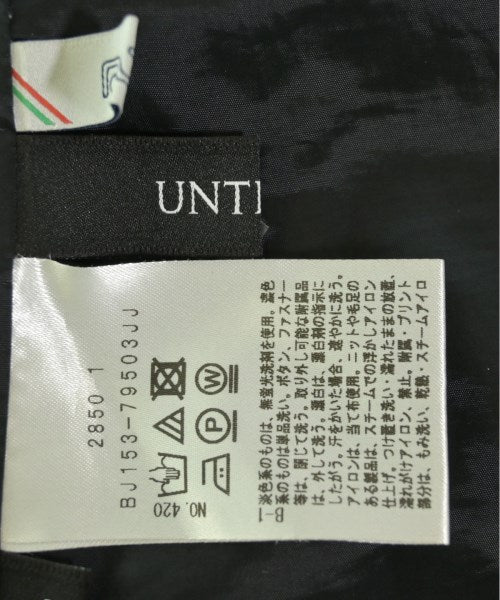 UNTI
BJ153-79503JJ
2850 1
NO. 420
B-1
淡色系のものは、無蛍光洗剤を使用。濃色
系のものは単品洗い。ボタン、ファスナー
等は、閉じて洗う。取り外し可能な附属品
は、外して洗う。漂白は、漂白剤の指示に
したがう。汗をかいた場合、速やかに洗う。
アイロンは、当て布使用。ニットや毛足の
ある製品は、スチームでの浮かしアイロン
仕上げ。つけ置き洗い・濡れたままの放置、
濡れがけアイロン、禁止。附属・プリント
部分は、もみ洗い、乾燥・スチームアイロ